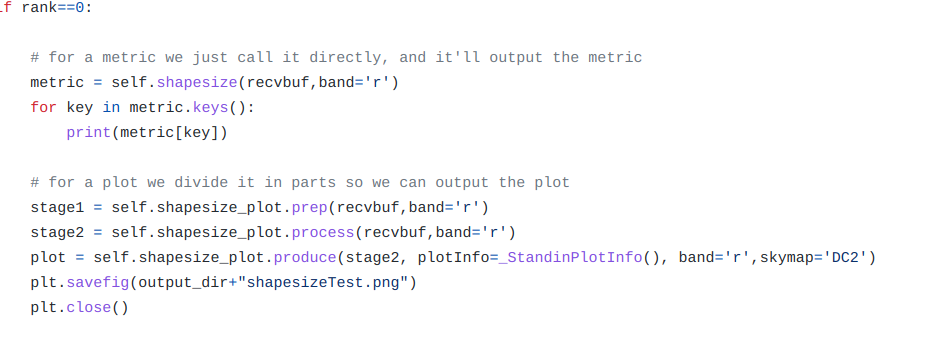 if rank==0:
# for a metric we just call it directly, and it'll output the metric
metric = self.shapesize(recvbuf,band='r')
for key in metric.keys():
print(metric[key])
# for a plot we divide it in parts so we can output the plot
stage1 = self.shapesize_plot.prep(recvbuf,band='r')
stage2 = self.shapesize_plot.process(recvbuf,band='r')
plot = self.shapesize_plot.produce(stage2, plotInfo=_StandinPlotInfo(), band='r',skymap='DC2')
plt.savefig(output_dir+"shapesizeTest.png")
plt.close()